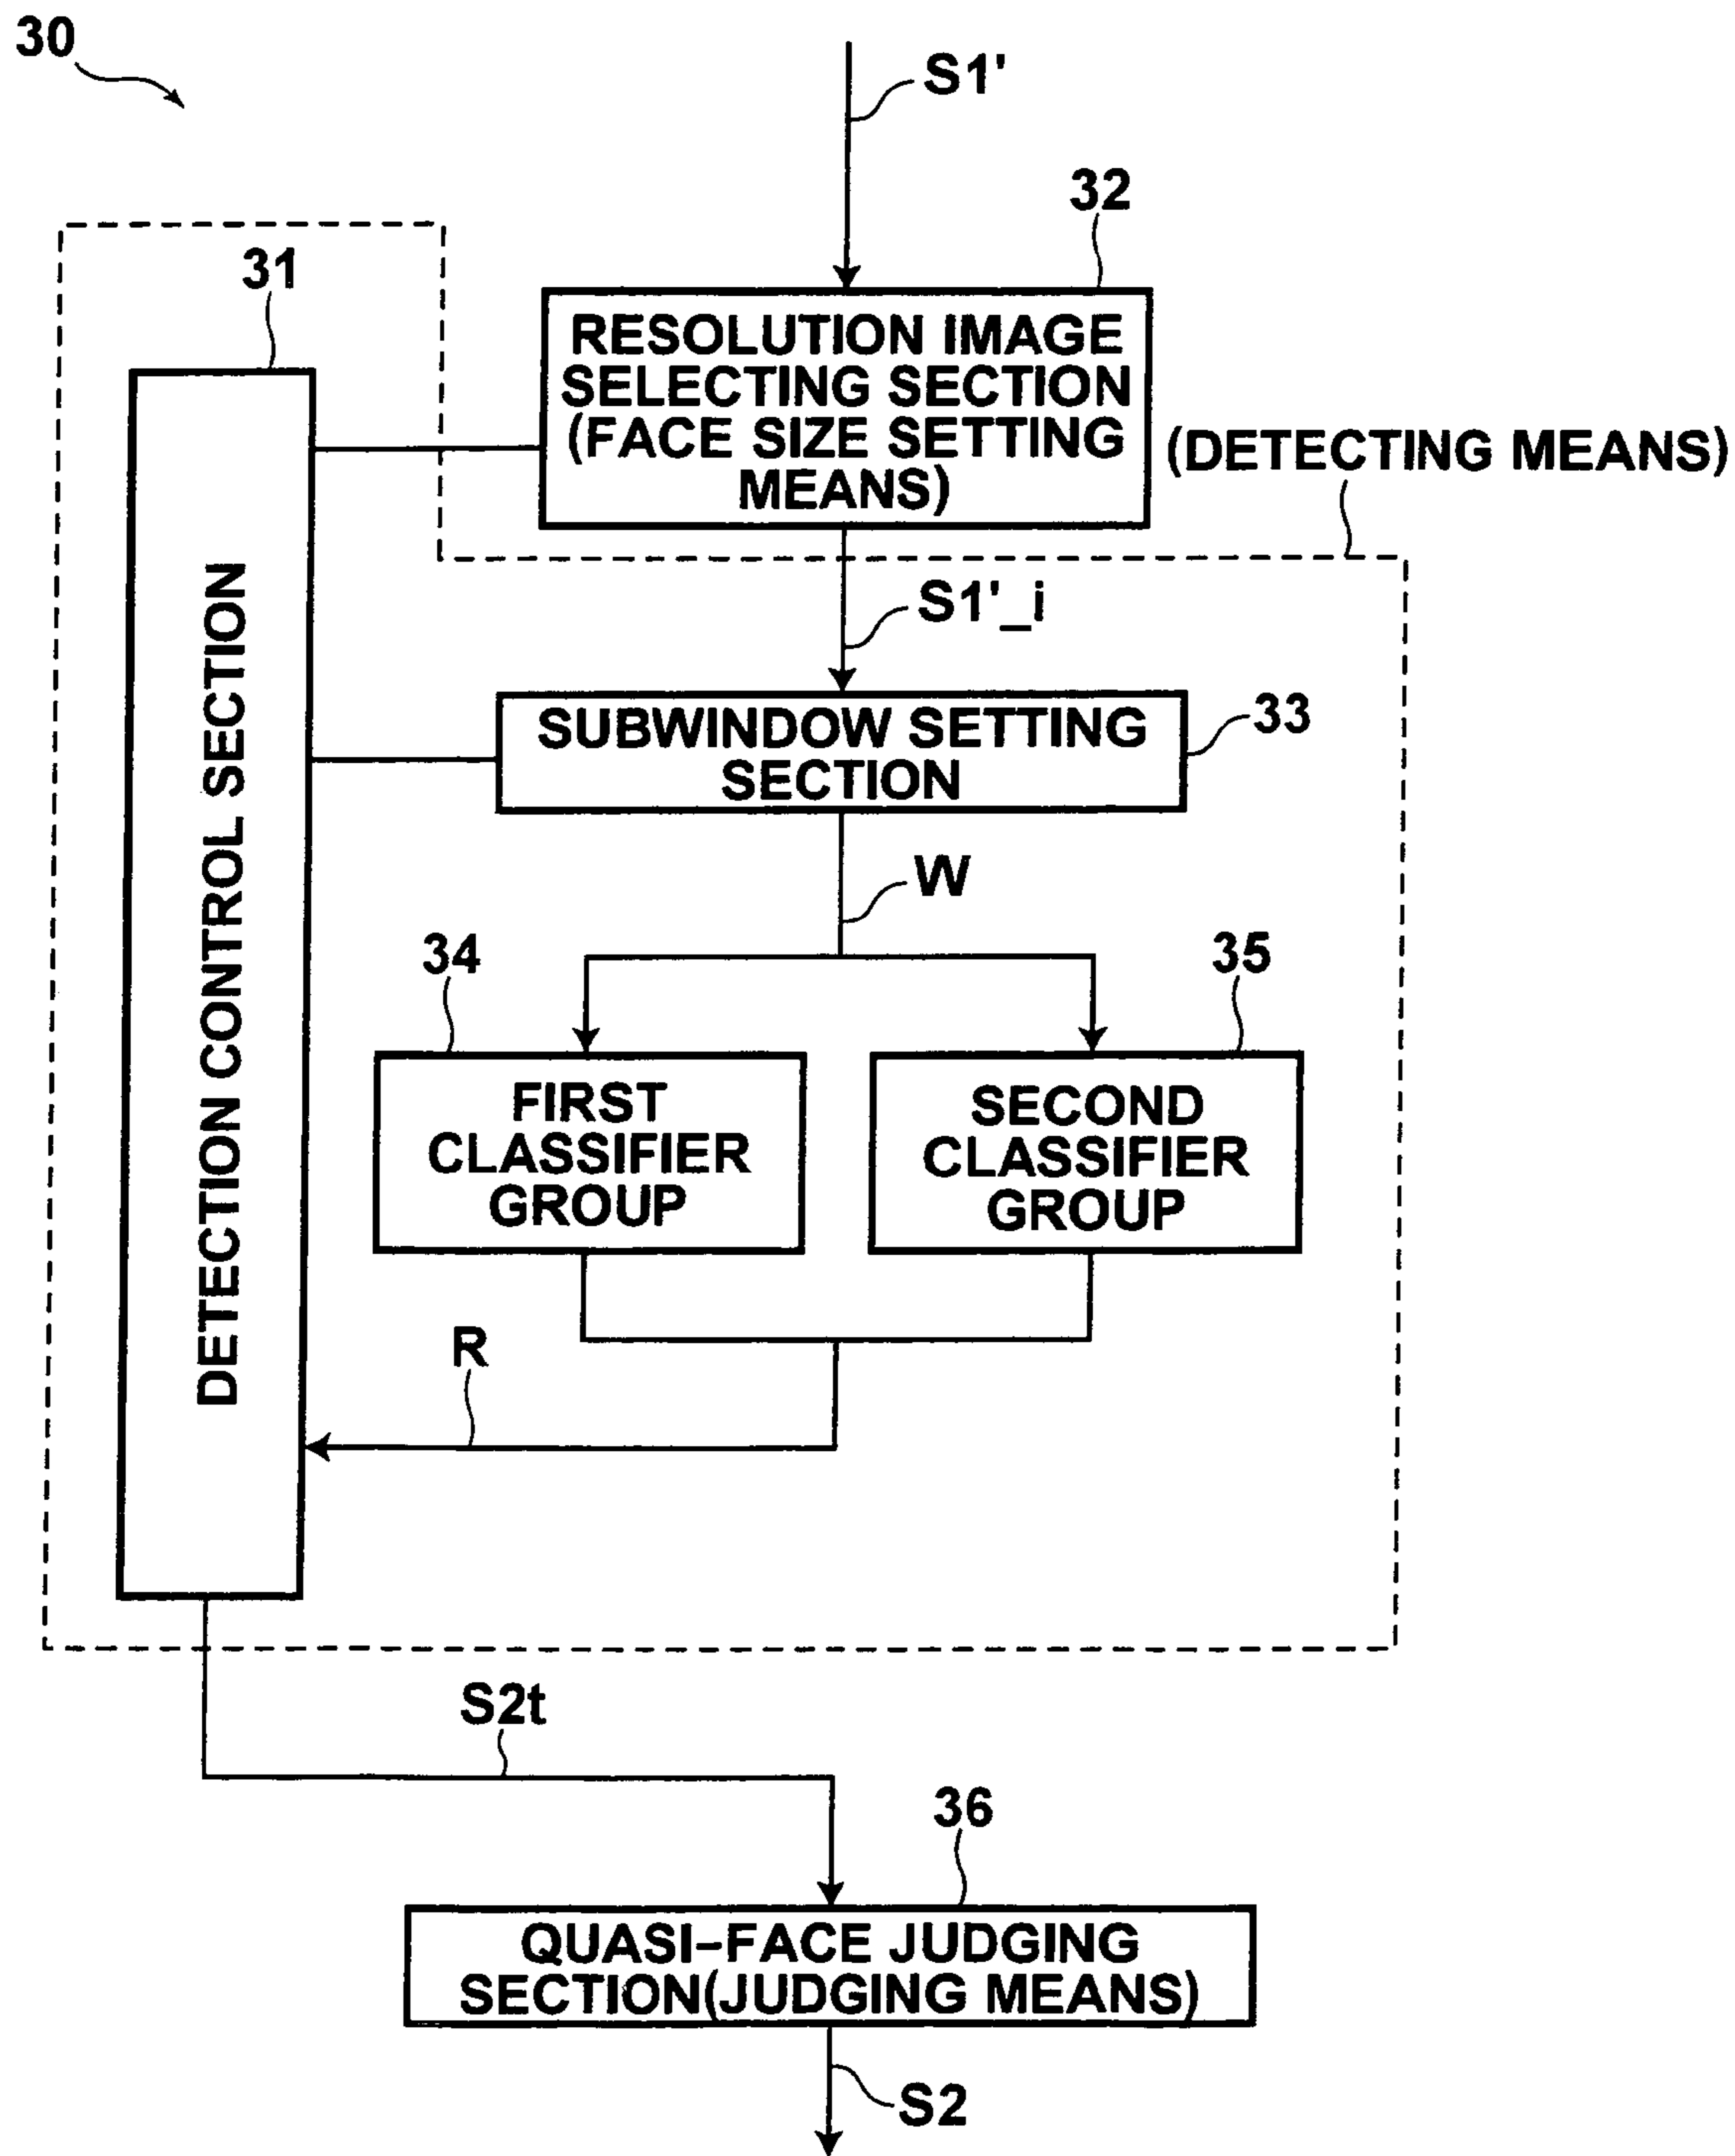 30
S1'
32
31
RESOLUTION IMAGE
SELECTING SECTION
(FACE SIZE SETTING
MEANS)
(DETECTING MEANS)
S1'_i
DETECTION CONTROL SECTION
SUBWINDOW SETTING
SECTION
33
W
34
35
FIRST
CLASSIFIER
GROUP
SECOND
CLASSIFIER
GROUP
R
S2t
36
QUASI-FACE JUDGING
SECTION(JUDGING MEANS)
S2